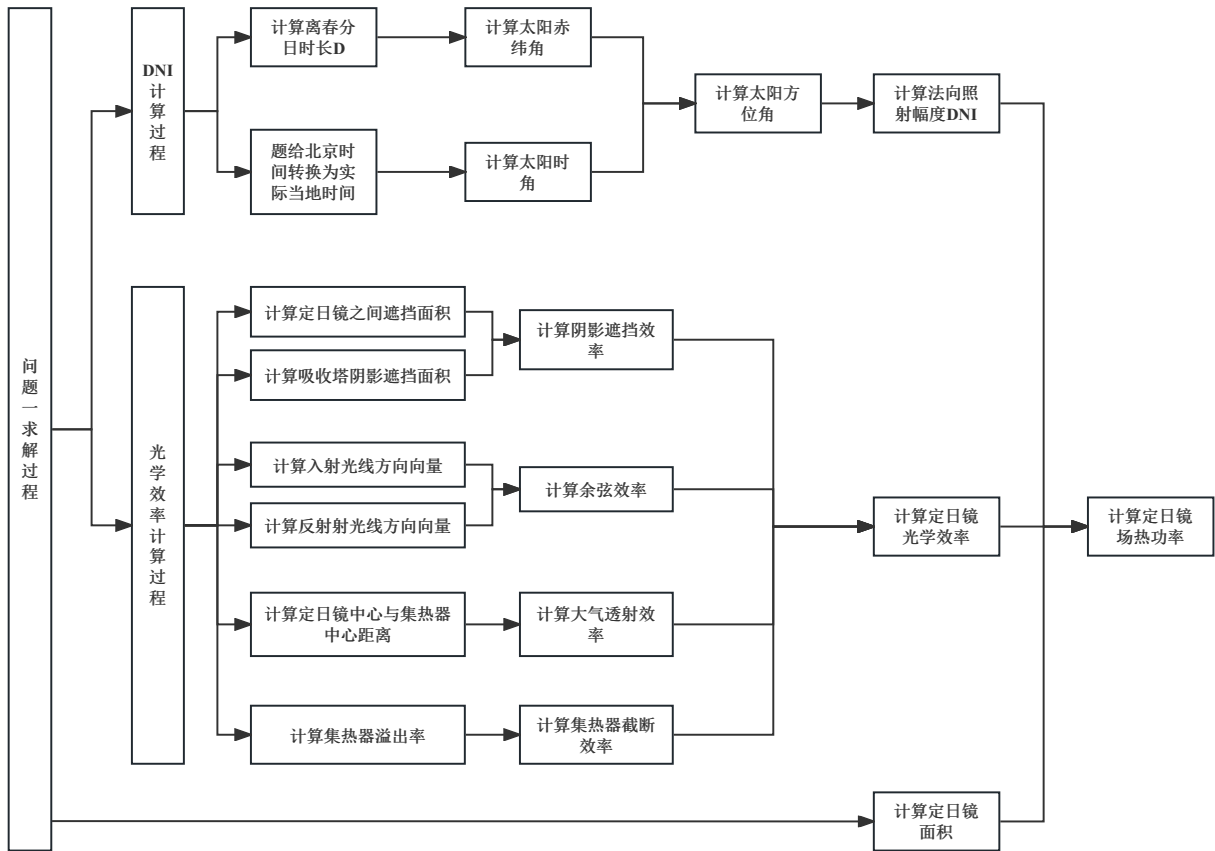 问题一求解过程
DNI
计算过程
计算离春分
日时长D
计算太阳赤
纬角
题给北京时
间转换为实
际当地时间
计算太阳时
角
计算太阳方
位角
计算法向照
射幅度DNI
光学效率计算过程
计算定日镜之间遮挡面积
计算吸收塔阴影遮挡面积
计算阴影遮挡效
率
计算入射光线方向向量
计算反射射光线方向向量
计算余弦效率
计算定日镜中心与集热器
中心距离
计算大气透射效
率
计算集热器溢出率
计算集热器截断
效率
计算定日镜
光学效率
计算定日镜
场热功率
计算定日镜
面积